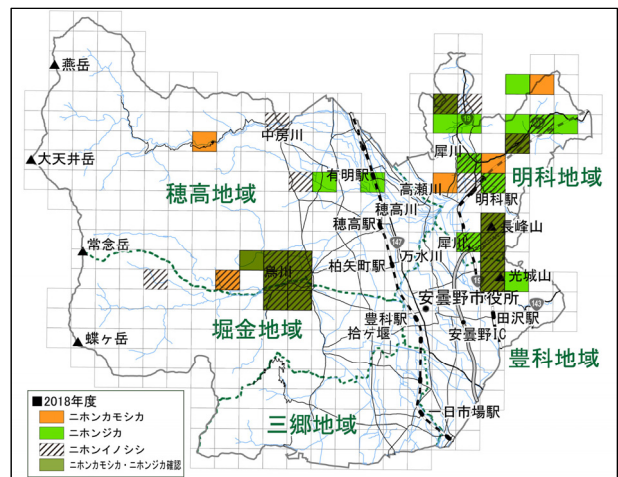 燕岳
大天井岳
常念岳
蝶ヶ岳
中房川
有明駅
穂高地域
高瀬川
穂高川
穂高駅
犀川
明科地域
明科駅
長峰山
147
万水川
犀川
柏矢町駅
烏川
光城山
安曇野市役所
143
堀金地域
豊科駅
拾ヶ堰
安曇野IC
田沢駅
豊科地域
三郷地域
一日市場駅
■2018年度
ニホンカモシカ
ニホンジカ
ニホンイノシシ
ニホンカモシカ・ニホンジカ確認